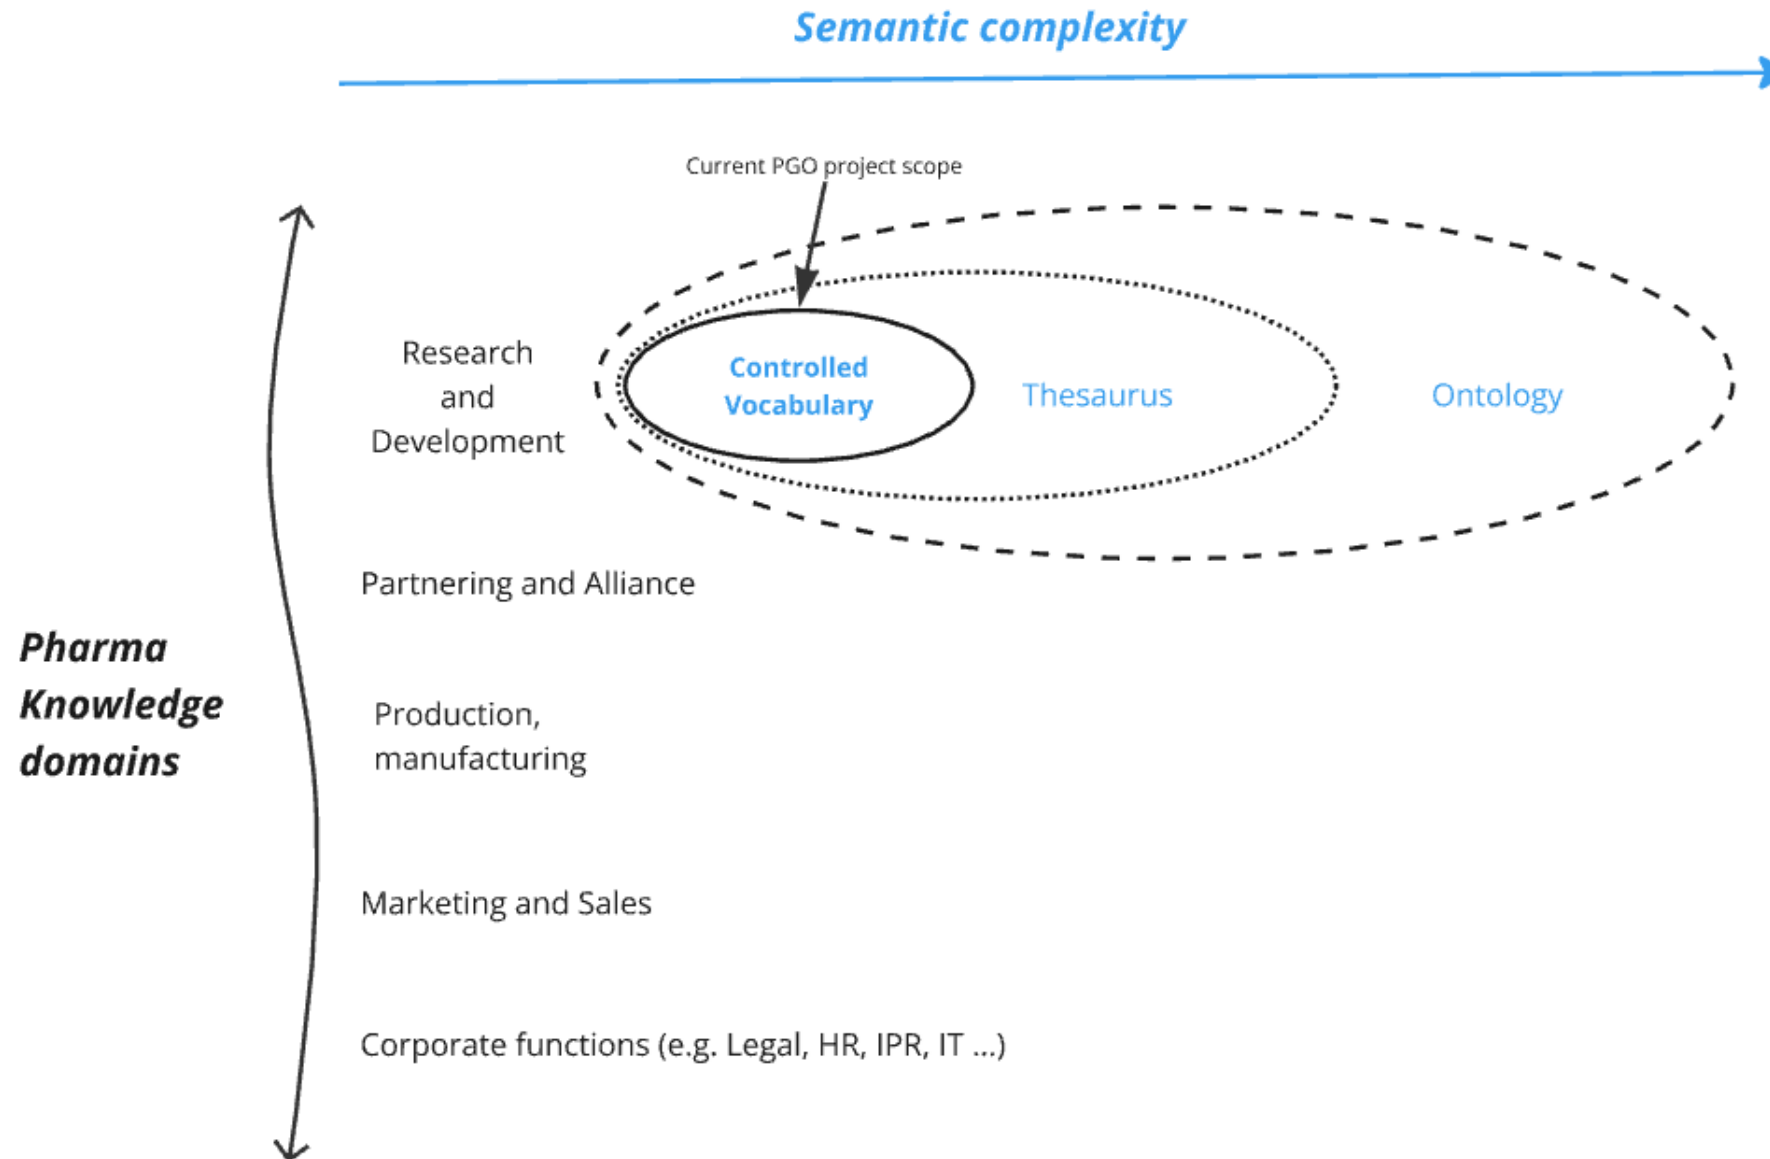 Semantic complexity
Current PGO project scope
Research
and
Development
Controlled
Vocabulary
Thesaurus
Ontology
Partnering and Alliance
Pharma
Knowledge
domains
Production,
manufacturing
Marketing and Sales
Corporate functions (e.g. Legal, HR, IPR, IT ...)